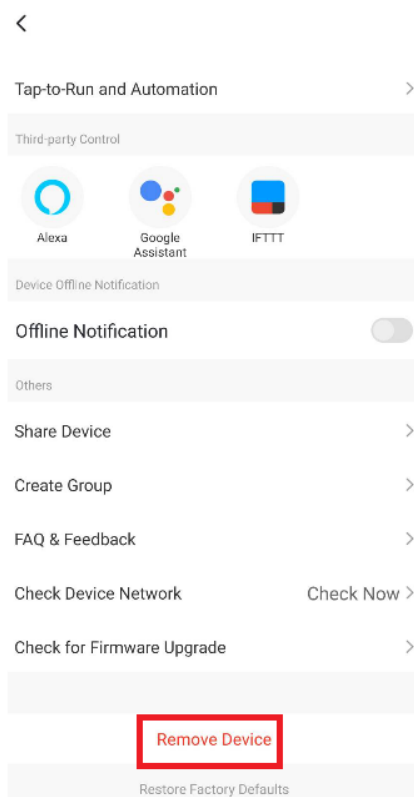 Tap-to-Run and Automation
Third-party Control
Alexa
Google
Assistant
IFTTT
Device Offline Notification
Offline Notification
Others
Share Device
Create Group
FAQ & Feedback
Check Device Network
Check Now
Check for Firmware Upgrade
Remove Device
Restore Factory Defaults